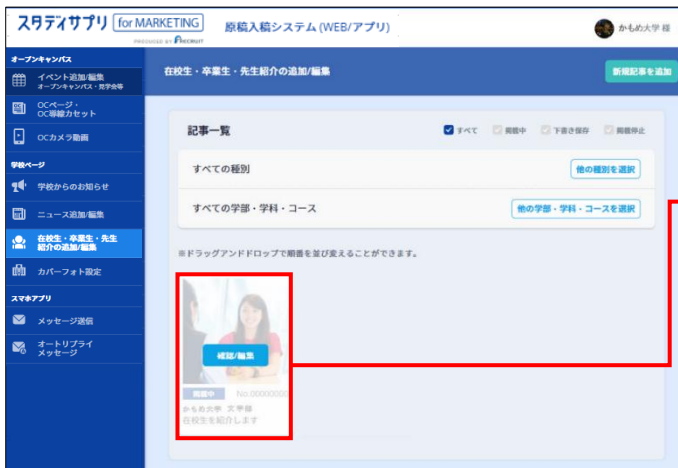 スタディサプリ for MARKETING
PRODUCED BY RECRUIT
原稿入稿システム (WEB/アプリ)
かもめ大学 様
オープンキャンパス
イベント追加/編集
オープンキャンパス・見学会等
OCページ・
OC導線カセット
OCカメラ動画
学校ページ
学校からのお知らせ
ニュース追加/編集
在校生・卒業生・先生
紹介の追加/編集
カバーフォト設定
スマホアプリ
メッセージ送信
オートリプライ
メッセージ
在校生・卒業生・先生紹介の追加/編集
新規記事を追加
記事一覧
すべて 掲載中 下書き保存 掲載停止
すべての種別
他の種別を選択
すべての学部・学科・コース
他の学部・学科・コースを選択
※ドラッグアンドドロップで順番を並び変えることができます。
確認/編集
掲載中 No.00000000
かもめ大学 文学部
在校生を紹介します